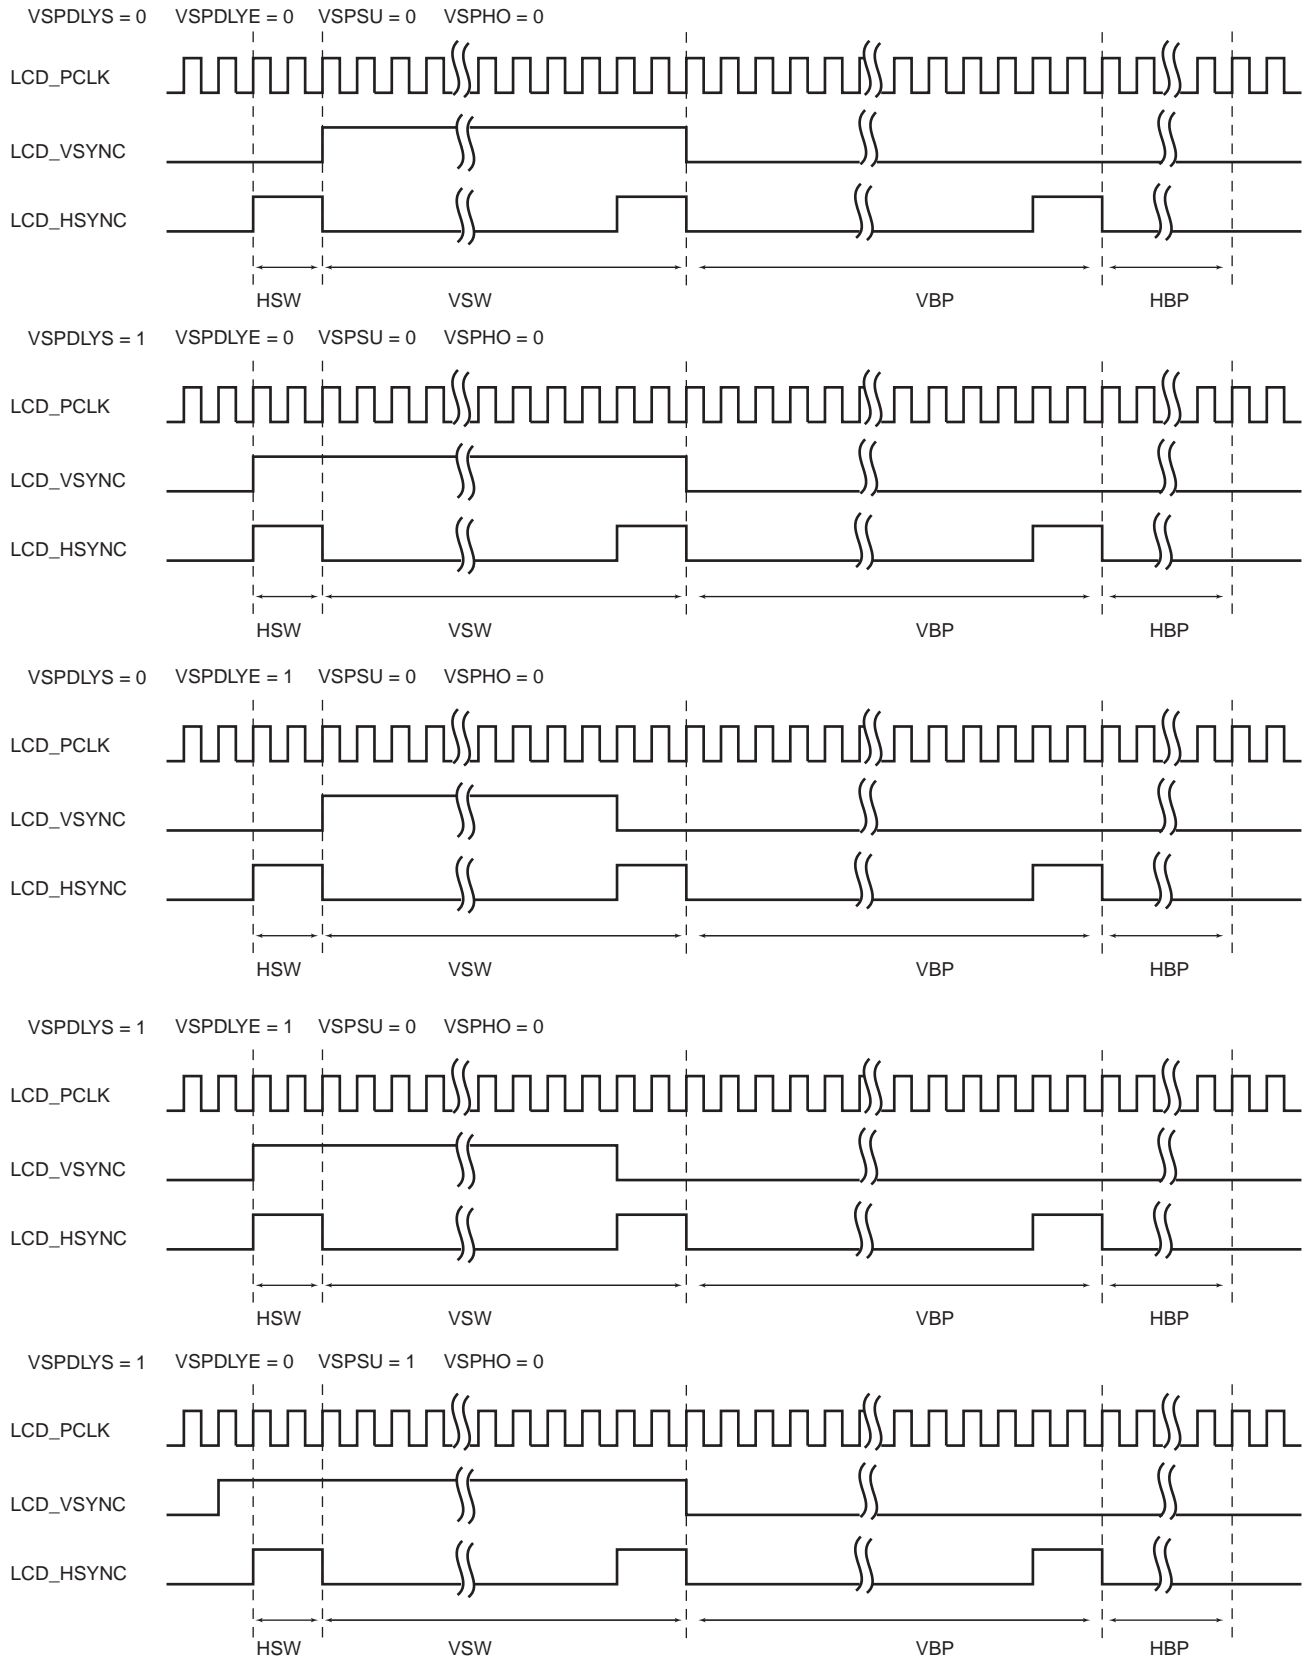 VSPDLYS = 0 VSPDLYE = 0 VSPSU = 0 VSPHO = 0
LCD_PCLK
LCD_VSYNC
LCD_HSYNC
HSW VSW VBP HBP
VSPDLYS = 1 VSPDLYE = 0 VSPSU = 0 VSPHO = 0
LCD_PCLK
LCD_VSYNC
LCD_HSYNC
HSW VSW VBP HBP
VSPDLYS = 0 VSPDLYE = 1 VSPSU = 0 VSPHO = 0
LCD_PCLK
LCD_VSYNC
LCD_HSYNC
HSW VSW VBP HBP
VSPDLYS = 1 VSPDLYE = 1 VSPSU = 0 VSPHO = 0
LCD_PCLK
LCD_VSYNC
LCD_HSYNC
HSW VSW VBP HBP
VSPDLYS = 1 VSPDLYE = 0 VSPSU = 1 VSPHO = 0
LCD_PCLK
LCD_VSYNC
LCD_HSYNC
HSW VSW VBP HBP